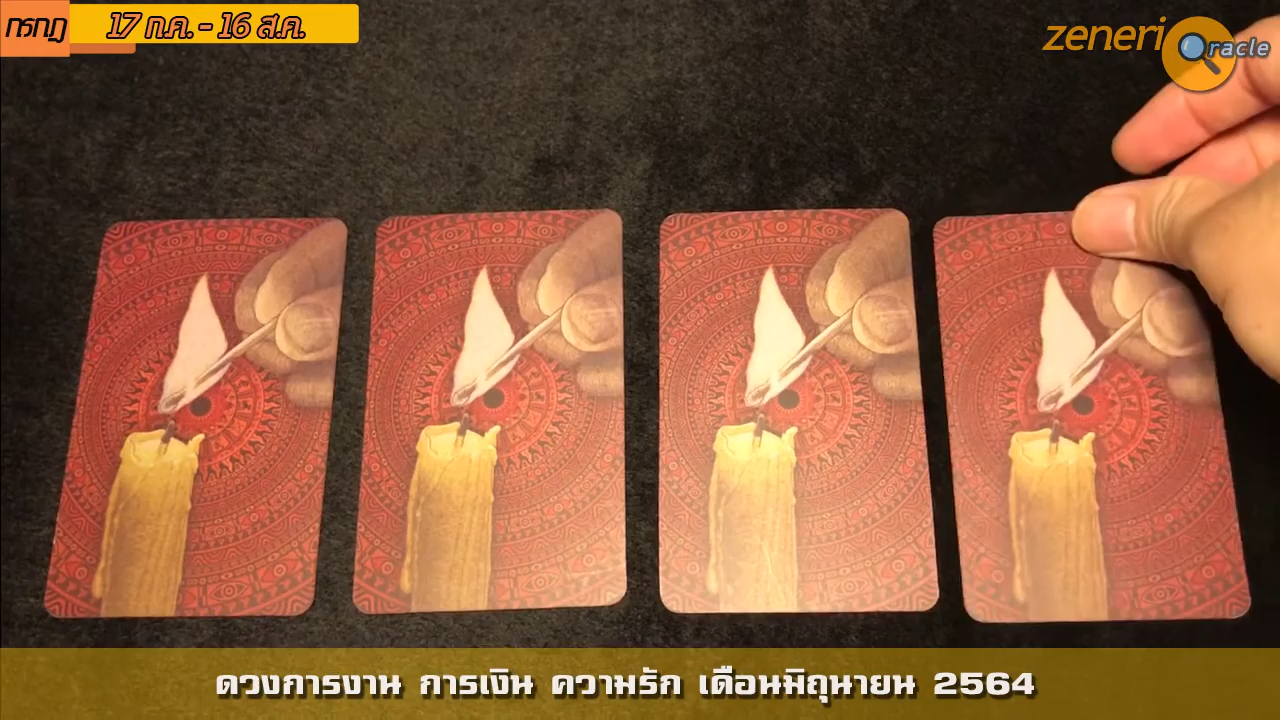 กรกฎ
17 ก.ค. - 16 ส.ค.
zeneri
Oracle
ดวงการงาน การเงิน ความรัก เดือนมิถุนายน 2564